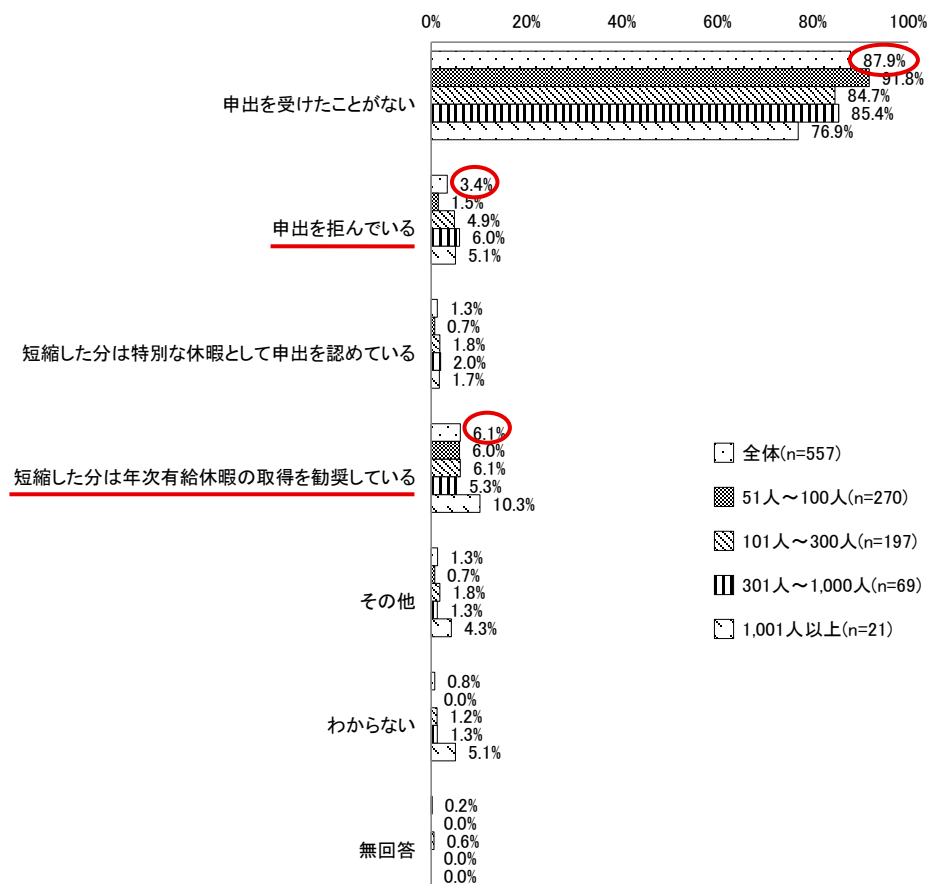 0% 20% 40% 60% 80% 100%
申出を受けたことがない
87.9%
91.8%
84.7%
85.4%
76.9%
申出を拒んでいる
3.4%
1.5%
4.9%
6.0%
5.1%
短縮した分は特別な休暇として申出を認めている
1.3%
0.7%
1.8%
2.0%
1.7%
短縮した分は年次有給休暇の取得を勧奨している
6.1%
6.0%
6.1%
5.3%
10.3%
その他
1.3%
0.7%
1.8%
1.3%
4.3%
わからない
0.8%
0.0%
1.2%
1.3%
5.1%
無回答
0.2%
0.0%
0.6%
0.0%
0.0%
全体(n=557)
51人～100人(n=270)
101人～300人(n=197)
301人～1,000人(n=69)
1,001人以上(n=21)